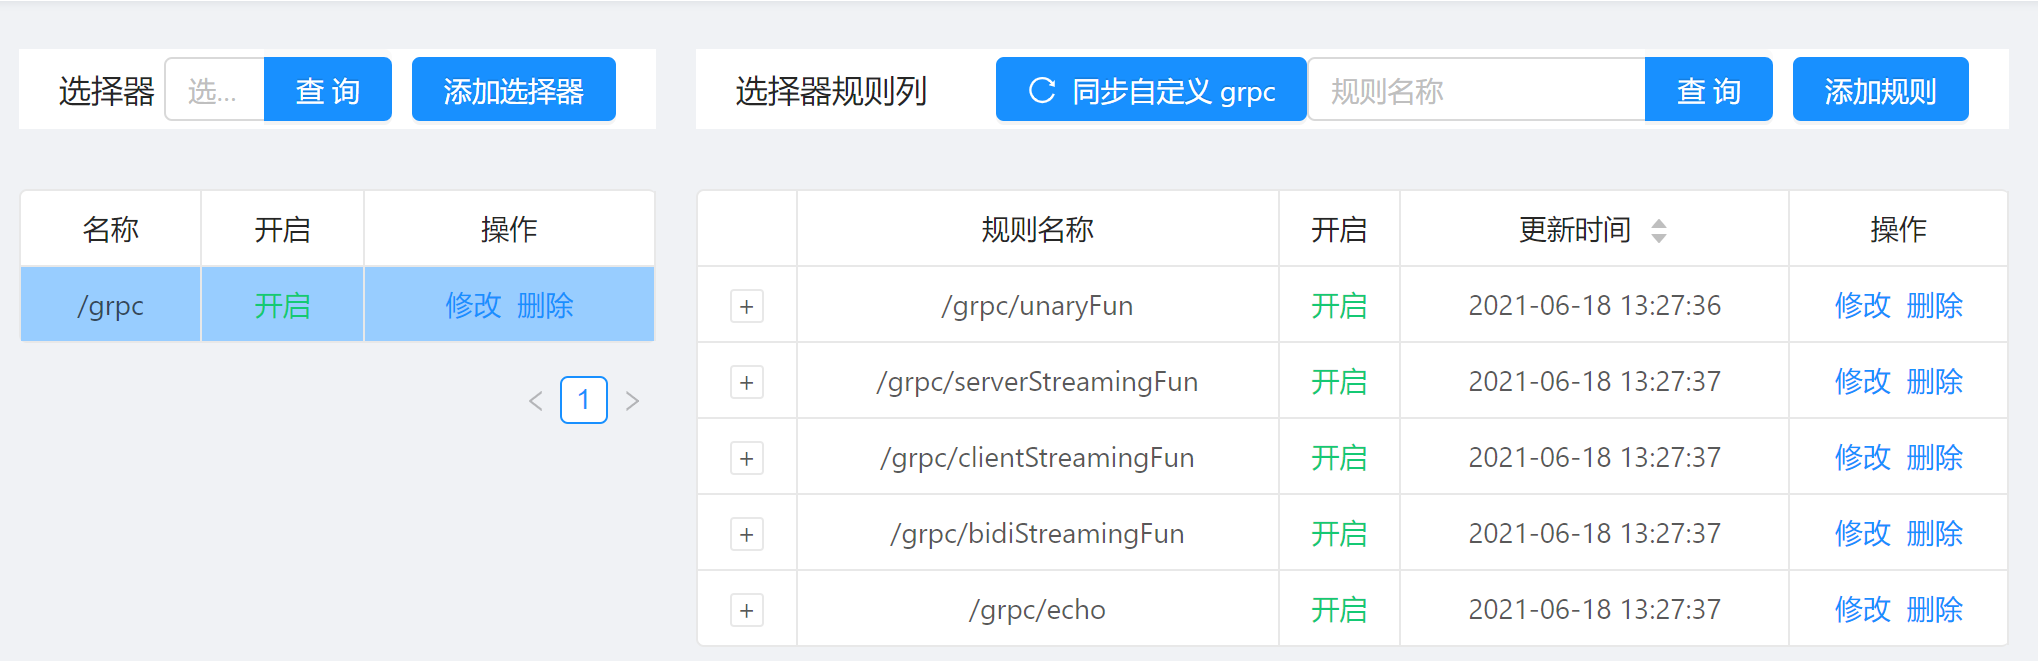 选择器 选... 查 询 添加选择器
选择器规则列 同步自定义 grpc 规则名称 查 询 添加规则
名称 开启 操作
/grpc 开启 修改 删除
1
规则名称 开启 更新时间 操作
+ /grpc/unaryFun 开启 2021-06-18 13:27:36 修改 删除
+ /grpc/serverStreamingFun 开启 2021-06-18 13:27:37 修改 删除
+ /grpc/clientStreamingFun 开启 2021-06-18 13:27:37 修改 删除
+ /grpc/bidiStreamingFun 开启 2021-06-18 13:27:37 修改 删除
+ /grpc/echo 开启 2021-06-18 13:27:37 修改 删除